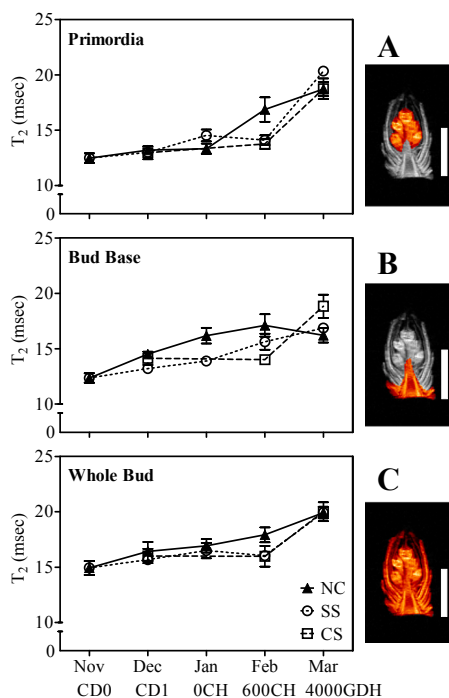 Primordia
A
25
20
15
10
0
T2 (msec)
Bud Base
B
25
20
15
10
0
T2 (msec)
Whole Bud
C
25
20
15
10
0
T2 (msec)
NC
SS
CS
Nov Dec Jan Feb Mar
CD0 CD1 0CH 600CH 4000GDH